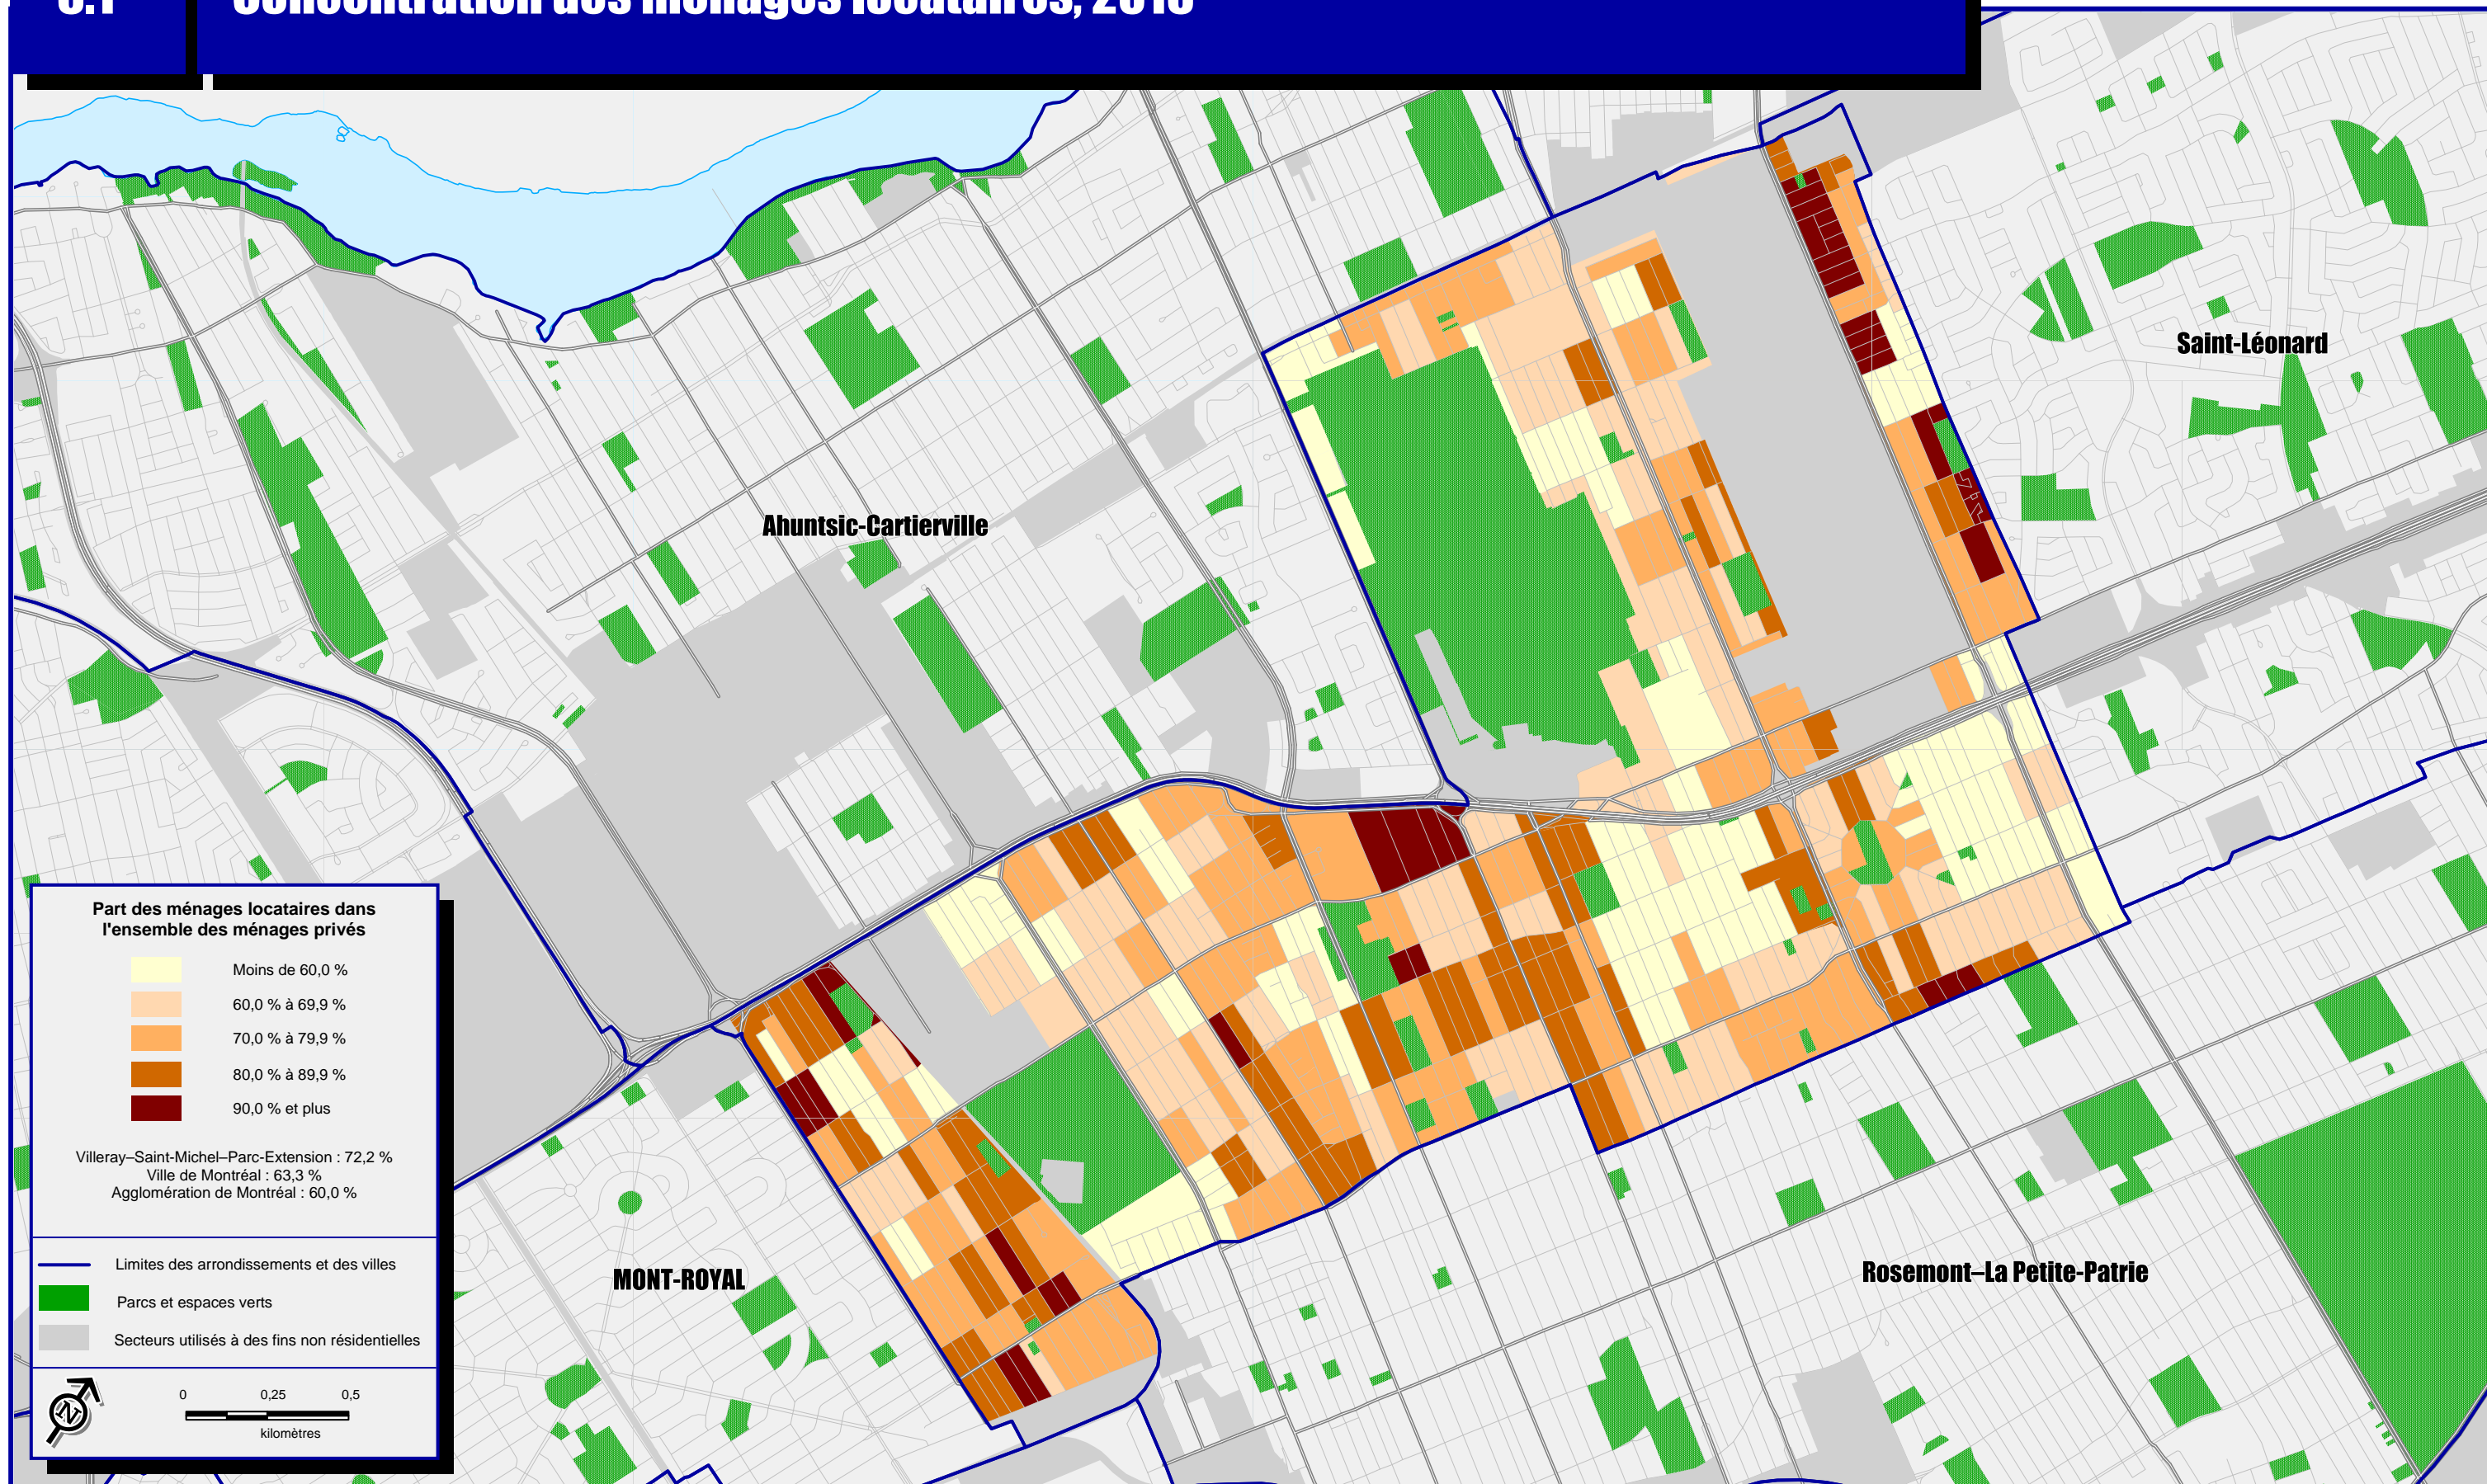 Concentration des ménages locataires,
Saint-Léonard
Ahuntsic-Cartierville
Part des ménages locataires dans
l'ensemble des ménages privés
Moins de 60,0 %
60,0 % à 69,9 %
70,0 % à 79,9 %
80,0 % à 89,9 %
90,0 % et plus
Villeray–Saint-Michel–Parc-Extension : 72,2 %
Ville de Montréal : 63,3 %
Agglomération de Montréal : 60,0 %
Limites des arrondissements et des villes
Parcs et espaces verts
Secteurs utilisés à des fins non résidentielles
N
0 0,25 0,5
kilomètres
MONT-ROYAL
Rosemont–La Petite-Patrie